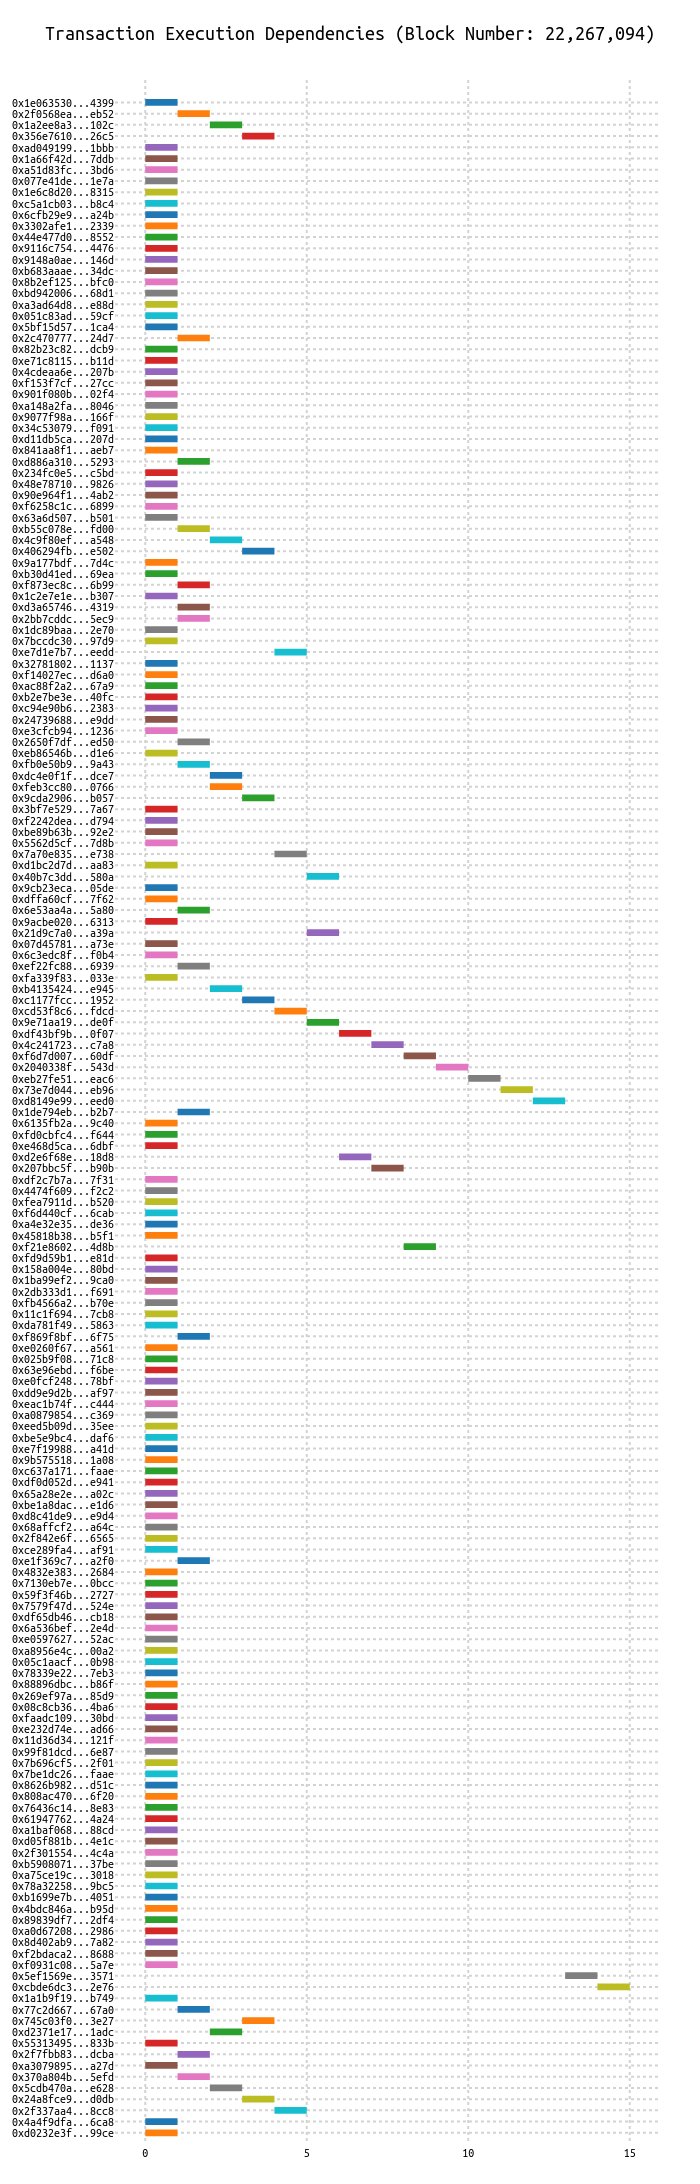 Transaction Execution Dependencies (Block Number: 22,267,094)
0x1e063530...4399
0x2f0568ea...eb52
0x1a2ee8a3...102c
0x356e7610...26c5
0xad049199...1bbb
0x1a66f42d...7ddb
0xa51d83fc...3bd6
0x077e41de...1e7a
0x1e6c8d20...8315
0xc5a1cb03...b8c4
0x6cfb29e9...a24b
0x3302afe1...2339
0x44e477d0...8552
0x9116c754...4476
0x9148a0ae...146d
0xb683aaae...34dc
0x8b2ef125...bfc0
0xbd942006...68d1
0xa3ad64d8...e88d
0x051c83ad...59cf
0x5bf15d57...1ca4
0x2c470777...24d7
0x82b23c82...dcb9
0xe71c8115...b11d
0x4cdeaa6e...207b
0xf153f7cf...27cc
0x901f080b...02f4
0xa148a2fa...8046
0x9077f98a...166f
0x34c53079...f091
0xd11db5ca...207d
0x841aa8f1...aeb7
0xd886a310...5293
0x234fc0e5...c5bd
0x48e78710...9826
0x90e964f1...4ab2
0xf6258c1c...6899
0x63a6d507...b501
0xb55c078e...fd00
0x4c9f80ef...a548
0x406294fb...e502
0x9a177bdf...7d4c
0xb30d41ed...69ea
0xf873ec8c...6b99
0x1c2e7e1e...b307
0xd3a65746...4319
0x2bb7cddc...5ec9
0x1dc89baa...2e70
0x7bccdc30...97d9
0xe7d1e7b7...eedd
0x32781802...1137
0xf14027ec...d6a0
0xac88f2a2...67a9
0xb2e7be3e...40fc
0xc94e90b6...2383
0x24739688...e9dd
0xe3cfcb94...1236
0x2650f7df...ed50
0xeb86546b...d1e6
0xfb0e50b9...9a43
0xdc4e0f1f...dce7
0xfeb3cc80...0766
0x9cda2906...b057
0x3bf7e529...7a67
0xf2242dea...d794
0xbe89b63b...92e2
0x5562d5cf...7d8b
0x7a70e835...e738
0xd1bc2d7d...aa83
0x40b7c3dd...580a
0x9cb23eca...05de
0xdffa60cf...7f62
0x6e53aa4a...5a80
0x9acbe020...6313
0x21d9c7a0...a39a
0x07d45781...a73e
0x6c3edc8f...f0b4
0xef22fc88...6939
0xfa339f83...033e
0xb4135424...e945
0xc1177fcc...1952
0xcd53f8c6...fdcd
0x9e71aa19...de0f
0xdf43bf9b...0f07
0x4c241723...c7a8
0xf6d7d007...60df
0x2040338f...543d
0xeb27fe51...eac6
0x73e7d044...eb96
0xd8149e99...eed0
0x1de794eb...b2b7
0x6135fb2a...9c40
0xfd0cbfc4...f644
0xe468d5ca...6dbf
0xd2e6f68e...18d8
0x207bbc5f...b90b
0xdf2c7b7a...7f31
0x4474f609...f2c2
0xfea7911d...b520
0xf6d440cf...6cab
0xa4e32e35...de36
0x45818b38...b5f1
0xf21e8602...4d8b
0xfd9d59b1...e81d
0x158a004e...80bd
0x1ba99ef2...9ca0
0x2db333d1...f691
0xfb4566a2...b70e
0x11c1f694...7cb8
0xda781f49...5863
0xf869f8bf...6f75
0xe0260f67...a561
0x025b9f08...71c8
0x63e96ebd...f6be
0xe0fcf248...78bf
0xdd9e9d2b...af97
0xeac1b74f...c444
0xa0879854...c369
0xeed5b09d...35ee
0xbe5e9bc4...daf6
0xe7f19988...a41d
0x9b575518...1a08
0xc637a171...faae
0xdf0d052d...e941
0x65a28e2e...a02c
0xbe1a8dac...e1d6
0xd8c41de9...e9d4
0x68affcf2...a64c
0x2f842e6f...6565
0xce289fa4...af91
0xe1f369c7...a2f0
0x4832e383...2684
0x7130eb7e...0bcc
0x59f3f46b...2727
0x7579f47d...524e
0xdf65db46...cb18
0x6a536bef...2e4d
0xe0597627...52ac
0xa8956e4c...00a2
0x05c1aacf...0b98
0x78339e22...7eb3
0x88896dbc...b86f
0x269ef97a...85d9
0x08c8cb36...4ba6
0xfaadc109...30bd
0xe232d74e...ad66
0x11d36d34...121f
0x99f81dcd...6e87
0x7b696cf5...2f01
0x7be1dc26...faae
0x8626b982...d51c
0x808ac470...6f20
0x76436c14...8e83
0x61947762...4a24
0xa1baf068...88cd
0xd05f881b...4e1c
0x2f301554...4c4a
0xb5908071...37be
0xa75ce19c...3018
0x78a32258...9bc5
0xb1699e7b...4051
0x4bdc846a...b95d
0x89839df7...2df4
0xa0d67208...2986
0x8d402ab9...7a82
0xf2bdaca2...8688
0xf0931c08...5a7e
0x5ef1569e...3571
0xcbde6dc3...2e76
0x1a1b9f19...b749
0x77c2d667...67a0
0x745c03f0...3e27
0xd2371e17...1adc
0x55313495...833b
0x2f7fbb83...dcba
0xa3079895...a27d
0x370a804b...5efd
0x5cdb470a...e628
0x24a8fce9...d0db
0x2f337aa4...8cc8
0x4a4f9dfa...6ca8
0xd0232e3f...99ce
0 5 10 15